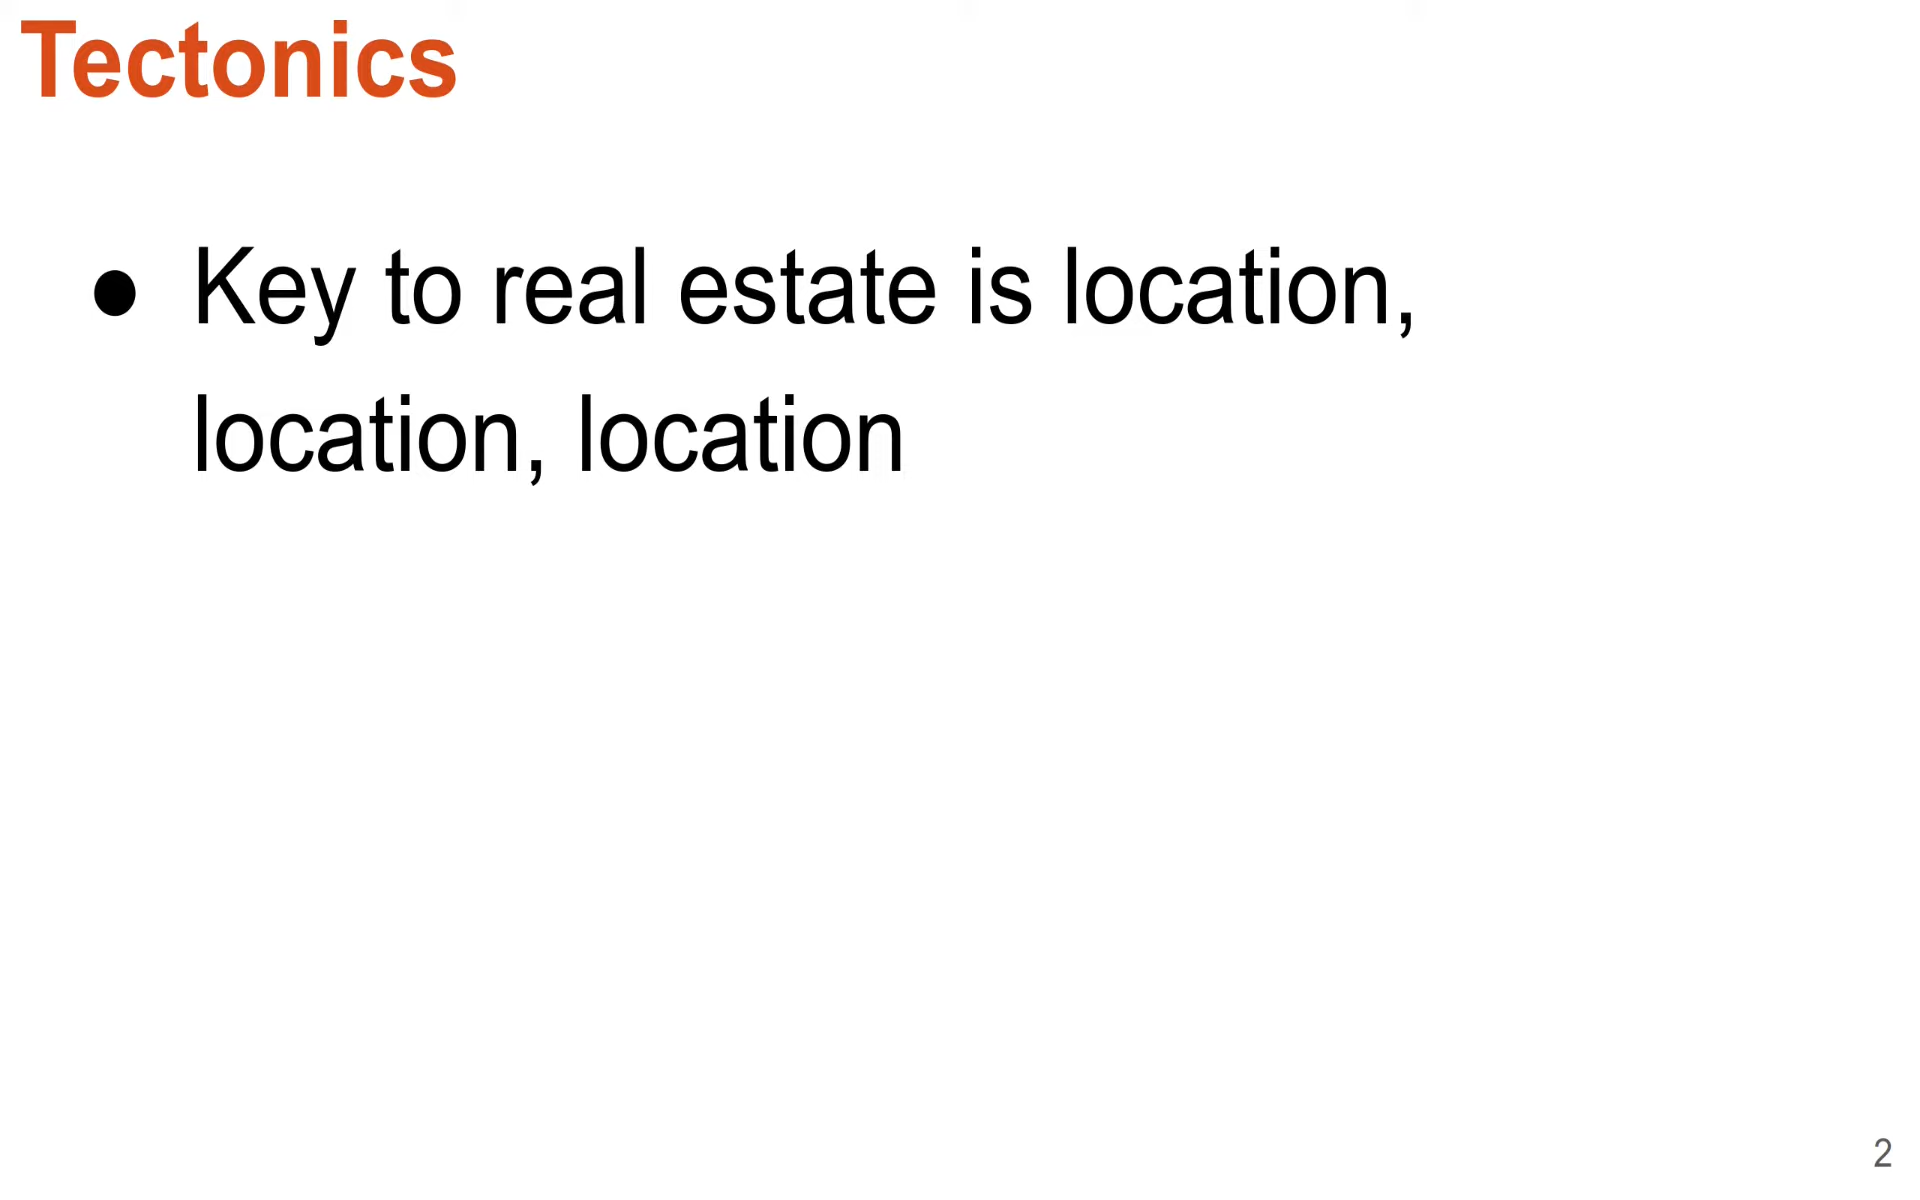 Tectonics
● Key to real estate is location,
location, location
2